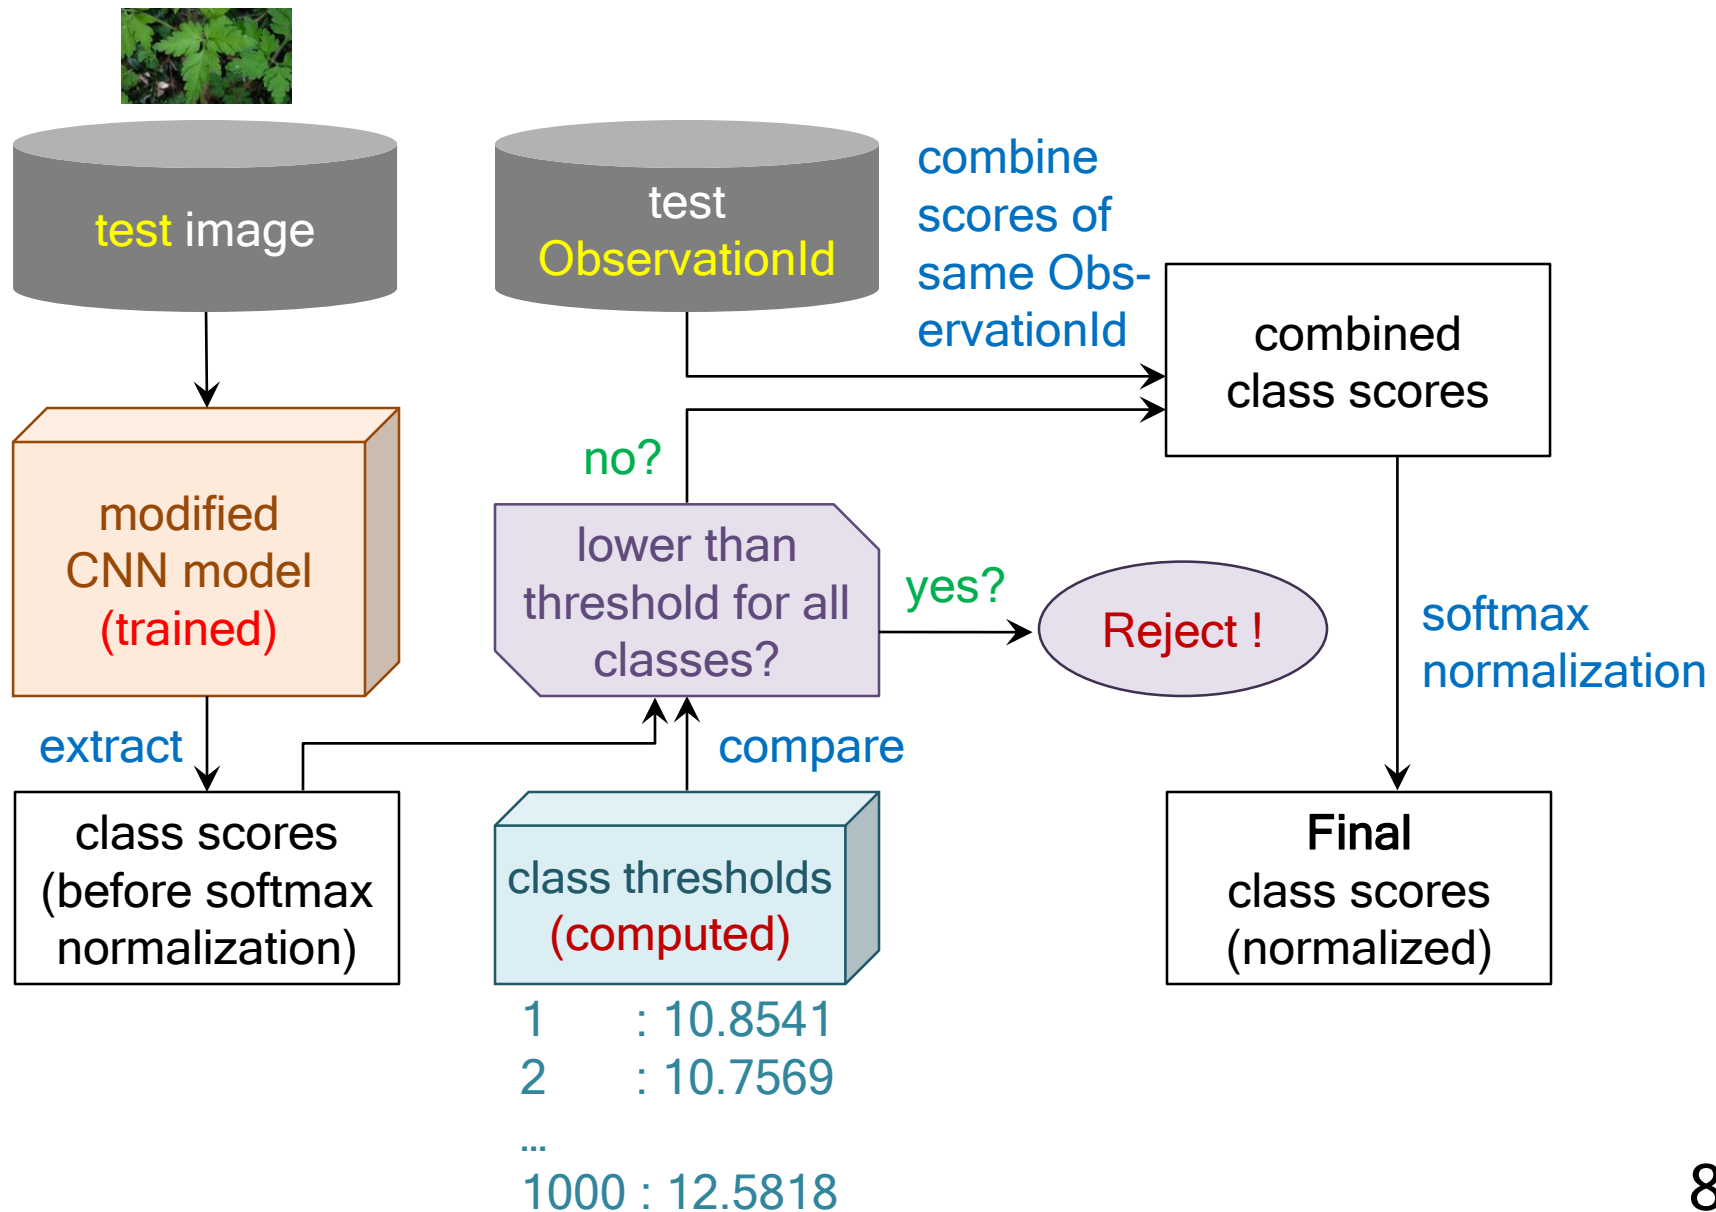 test image
test
ObservationId
combine
scores of
same Obs-
ervationId
combined
class scores
no?
modified
CNN model
(trained)
lower than
threshold for all
classes?
yes?
Reject !
softmax
normalization
extract
compare
class scores
(before softmax
normalization)
class thresholds
(computed)
Final
class scores
(normalized)
1 : 10.8541
2 : 10.7569
...
1000 : 12.5818
8